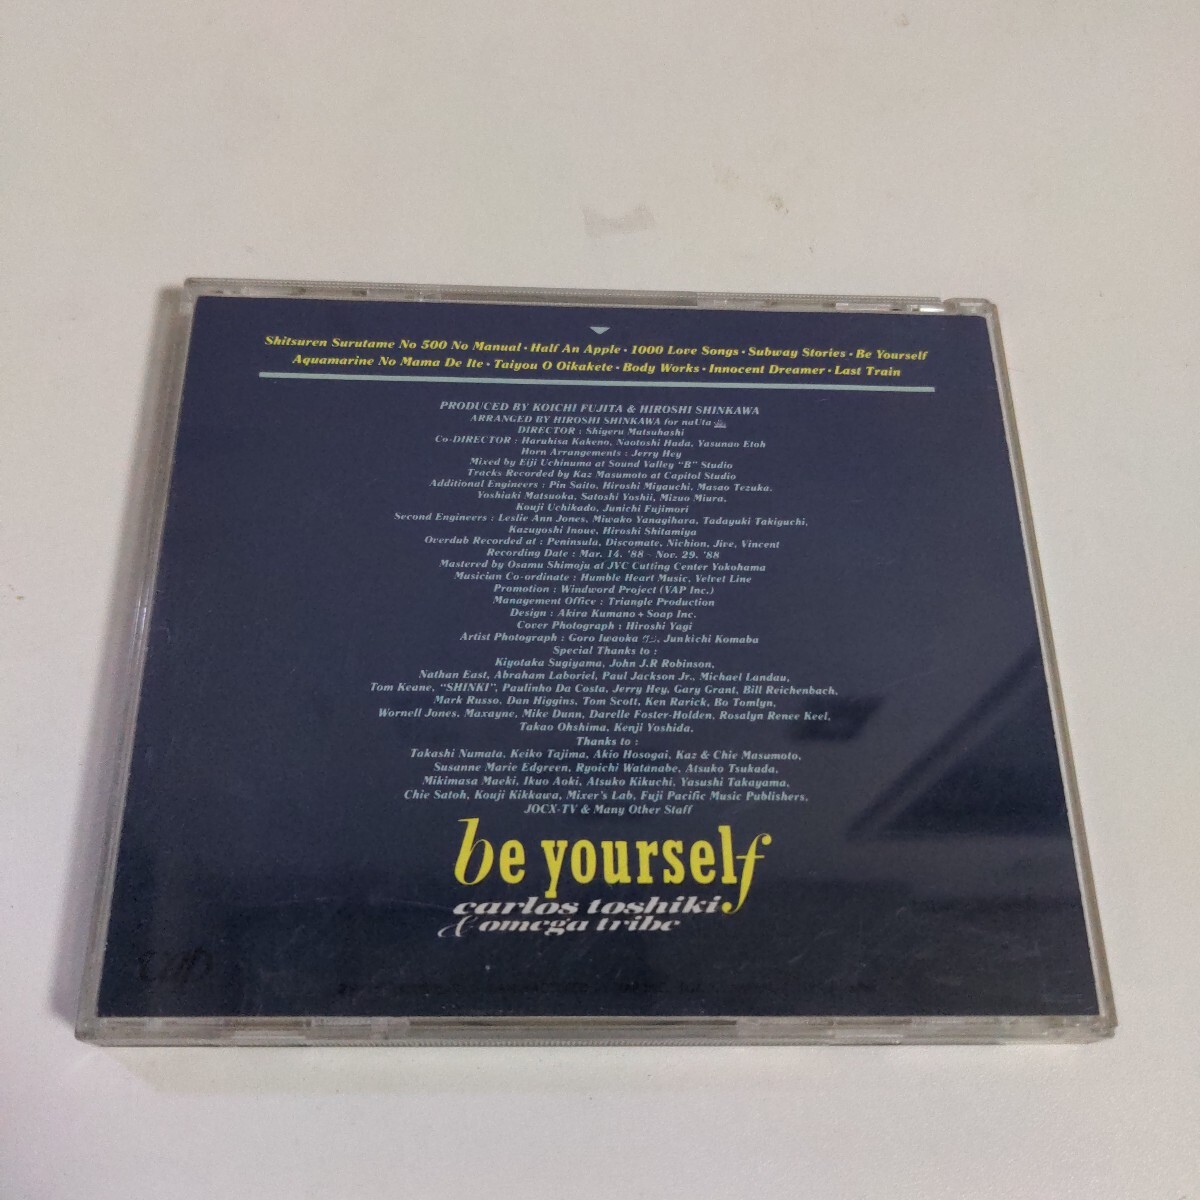 Shitsuren Surutame No 500 No Manual · Half An Apple · 1000 Love Songs · Subway Stories · Be Yourself
Aquamarine No Mama De Ite · Taiyou O Oikakete · Body Works · Innocent Dreamer · Last Train
PRODUCED BY KOICHI FUJITA & HIROSHI SHINKAWA
ARRANGED BY HIROSHI SHINKAWA for naUta
DIRECTOR : Shigeru Matsuhashi
Co-DIRECTOR : Haruhisa Kakeno, Naotoshi Hada, Yasunao Etoh
Horn Arrangements : Jerry Hey
Mixed by Eiji Uchinuma at Sound Valley "B" Studio
Tracks Recorded by Kaz Masumoto at Capitol Studio
Additional Engineers : Pin Saito, Hiroshi Miyauchi, Masao Tezuka,
Yoshiaki Matsuoka, Satoshi Yoshii, Mizuo Miura,
Kouji Uchikado, Junichi Fujimori
Second Engineers : Leslie Ann Jones, Miwako Yanagihara, Tadayuki Takiguchi,
Kazuyoshi Inoue, Hiroshi Shitamiya
Overdub Recorded at : Peninsula, Discomate, Nichion, Jive, Vincent
Recording Date : Mar. 14. '88 ~ Nov. 29. '88
Mastered by Osamu Shimoju at JVC Cutting Center Yokohama
Musician Co-ordinate : Humble Heart Music, Velvet Line
Promotion : Windword Project (VAP Inc.)
Management Office : Triangle Production
Design : Akira Kumano + Soap Inc.
Cover Photograph : Hiroshi Yagi
Artist Photograph : Goro Iwaoka, Junkichi Komaba
Special Thanks to :
Kiyotaka Sugiyama, John J.R Robinson,
Nathan East, Abraham Laboriel, Paul Jackson Jr., Michael Landau,
Tom Keane, "SHINKI", Paulinho Da Costa, Jerry Hey, Gary Grant, Bill Reichenbach,
Mark Russo, Dan Higgins, Tom Scott, Ken Rarick, Bo Tomlyn,
Wornell Jones, Maxayne, Mike Dunn, Darelle Foster-Holden, Rosalyn Renee Keel,
Takao Ohshima, Kenji Yoshida,
Thanks to :
Takashi Numata, Keiko Tajima, Akio Hosogai, Kaz & Chie Masumoto,
Susanne Marie Edgreen, Ryoichi Watanabe, Atsuko Tsukada,
Mikimasa Maeki, Ikuo Aoki, Atsuko Kikuchi, Yasushi Takayama,
Chie Satoh, Kouji Kikkawa, Mixer's Lab, Fuji Pacific Music Publishers,
JOCX-TV & Many Other Staff
be yourself
carlos toshiki
& omega tribe
VAP